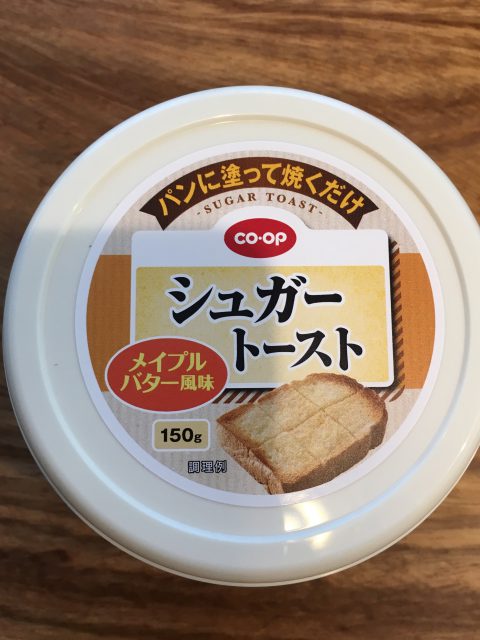 パンに塗って焼くだけ
-SUGAR TOAST-
CO·OP
シュガー
トースト
メイプル
バター風味
150g
調理例